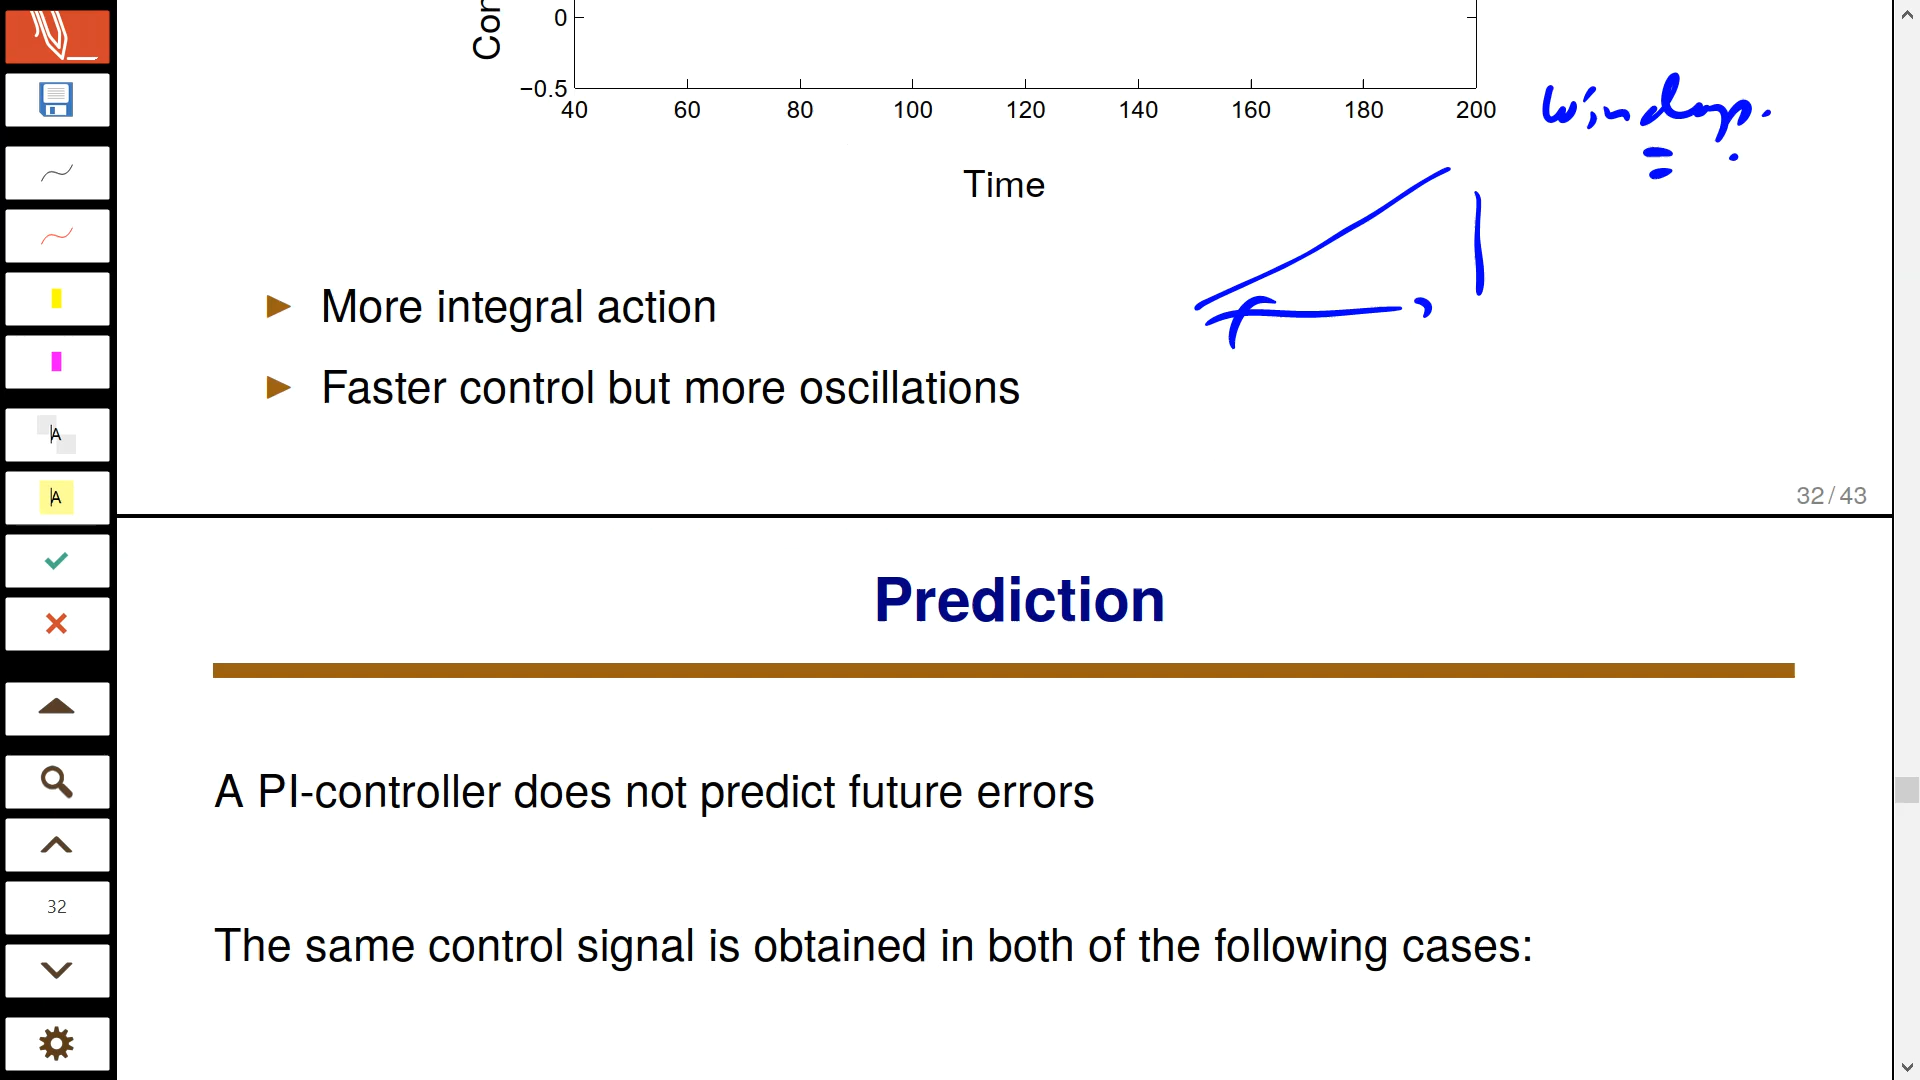 Con
0
−0.5
40 60 80 100 120 140 160 180 200
windup.
Time
More integral action
Faster control but more oscillations
A
A
32/43
Prediction
A PI-controller does not predict future errors
32
The same control signal is obtained in both of the following cases: